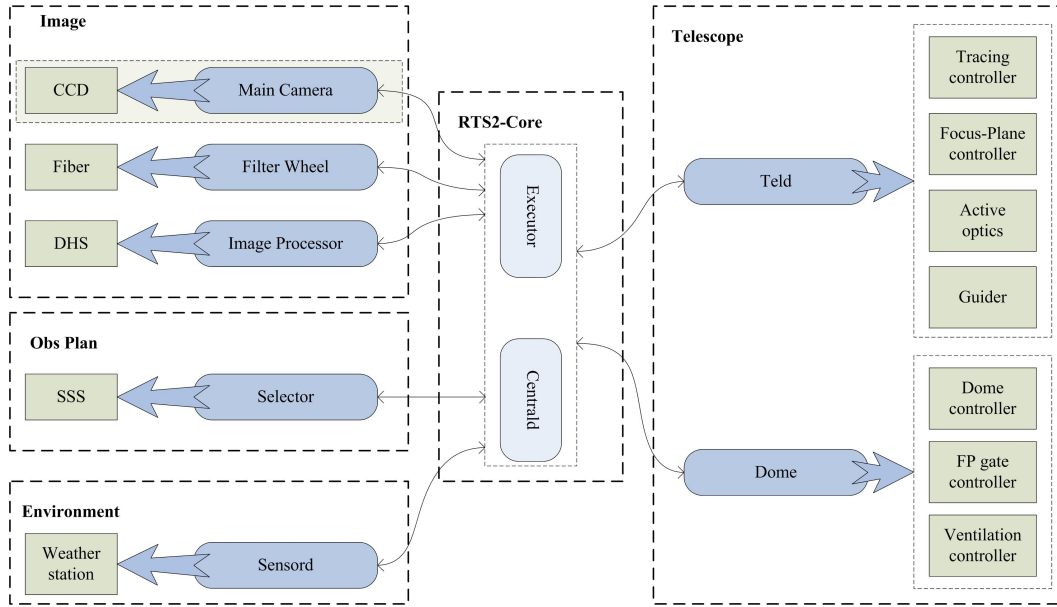 Image
CCD
Main Camera
Fiber
Filter Wheel
DHS
Image Processor
Obs Plan
SSS
Selector
Environment
Weather
station
Sensord
RTS2-Core
Executor
Centrald
Telescope
Teld
Tracing
controller
Focus-Plane
controller
Active
optics
Guider
Dome
Dome
controller
FP gate
controller
Ventilation
controller